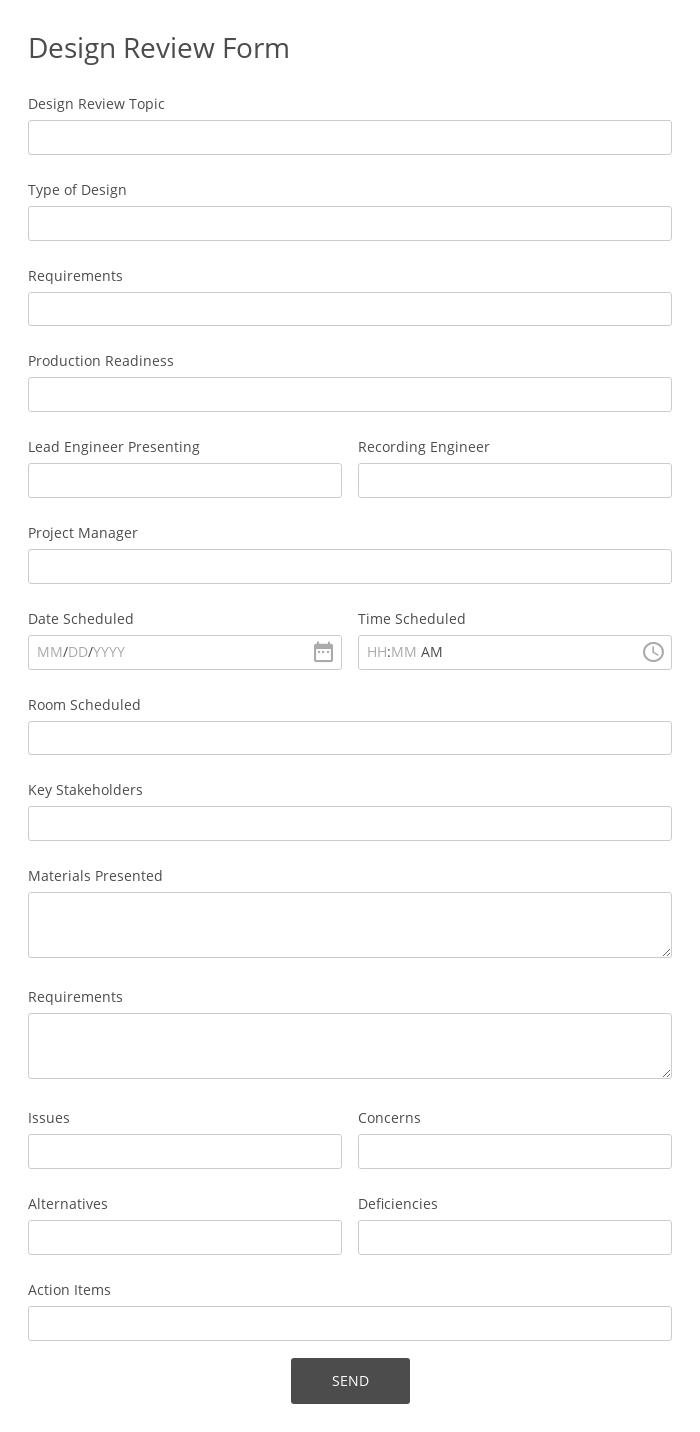 Design Review Form
Design Review Topic
Type of Design
Requirements
Production Readiness
Lead Engineer Presenting Recording Engineer
Project Manager
Date Scheduled Time Scheduled
MM/DD/YYYY HH:MM AM
Room Scheduled
Key Stakeholders
Materials Presented
Requirements
Issues Concerns
Alternatives Deficiencies
Action Items
SEND